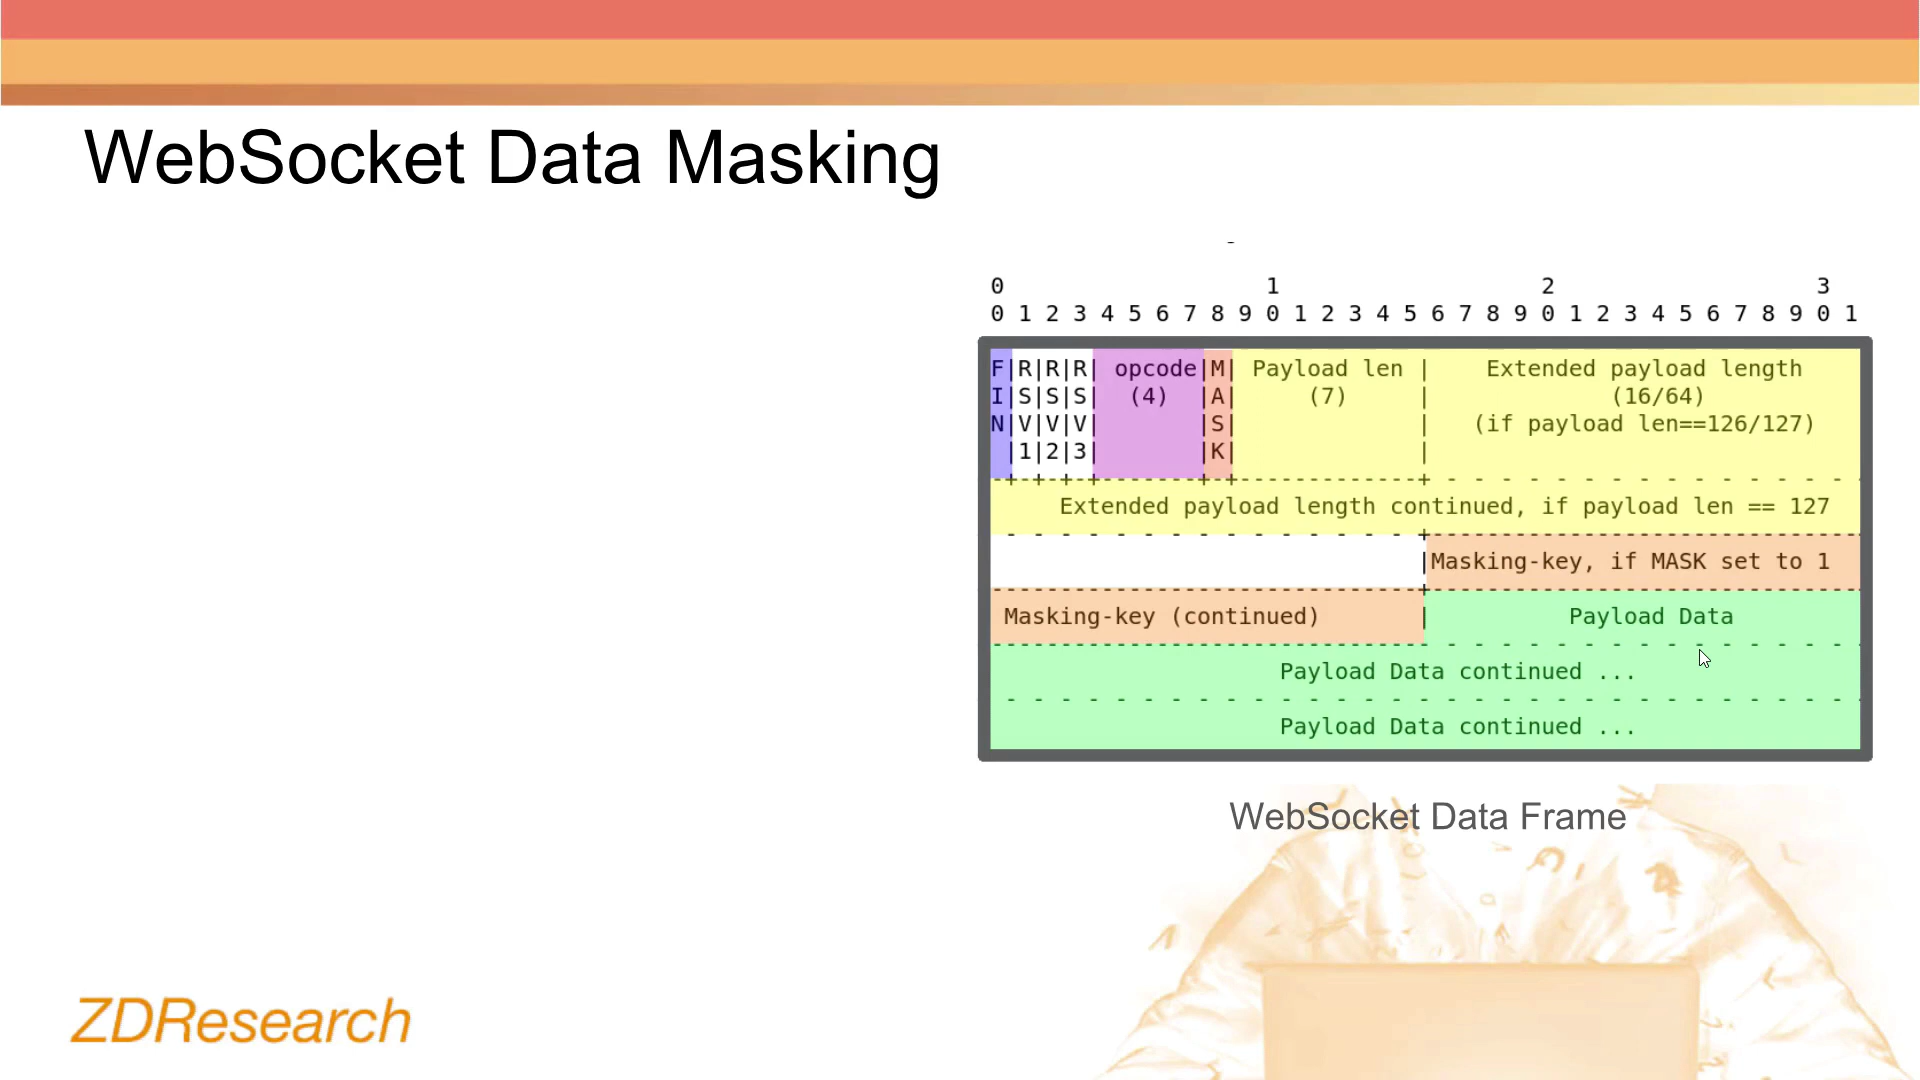 WebSocket Data Masking
0 1 2 3
0 1 2 3 4 5 6 7 8 9 0 1 2 3 4 5 6 7 8 9 0 1 2 3 4 5 6 7 8 9 0 1
F|R|R|R| opcode|M| Payload len | Extended payload length
I|S|S|S| (4) |A| (7) | (16/64)
N|V|V|V| |S| | (if payload len==126/127)
|1|2|3| |K| |
Extended payload length continued, if payload len == 127
|Masking-key, if MASK set to 1
Masking-key (continued) | Payload Data
Payload Data continued ...
Payload Data continued ...
WebSocket Data Frame
ZDResearch